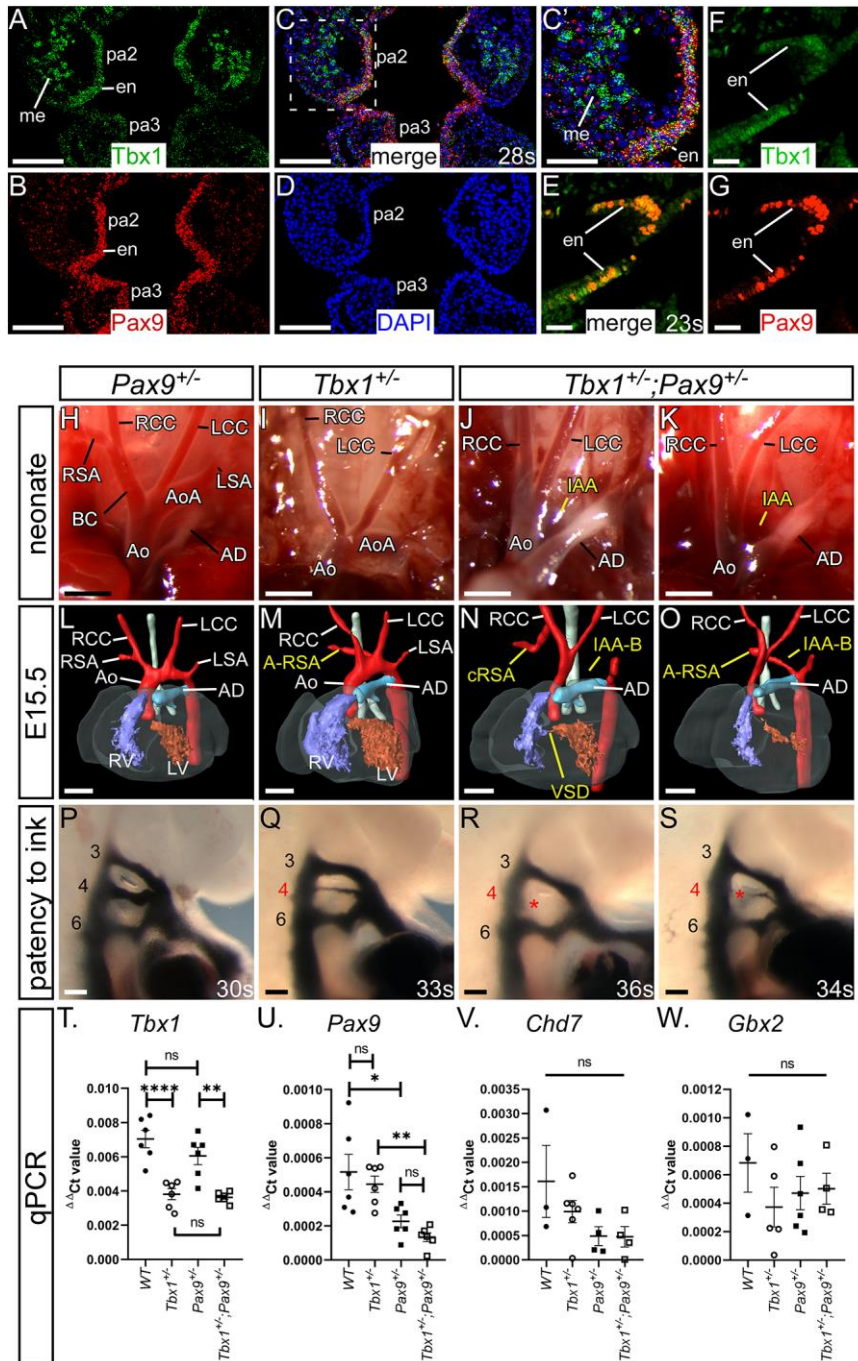 A
pa2
en
me
pa3
Tbx1
C
pa2
pa3
merge
28s
C'
me
en
F
en
Tbx1
B
pa2
en
pa3
Pax9
D
pa2
pa3
DAPI
E
en
merge
23s
G
en
Pax9
Pax9+/-
Tbx1+/-
Tbx1+/-;Pax9+/-
neonate
H
RCC
LCC
RSA
LSA
BC
AoA
Ao
AD
I
RCC
LCC
AoA
Ao
J
RCC
LCC
IAA
Ao
AD
K
RCC
LCC
IAA
Ao
AD
E15.5
L
RCC
LCC
RSA
LSA
Ao
AD
RV
LV
M
RCC
LCC
A-RSA
LSA
Ao
AD
RV
LV
N
RCC
LCC
cRSA
IAA-B
AD
VSD
O
RCC
LCC
A-RSA
IAA-B
AD
patency to ink
P
3
4
6
30s
Q
3
4
6
33s
R
3
4
*
6
36s
S
3
4
*
6
34s
qPCR
T. Tbx1
ns
**** **
ns
ΔΔCt value
0.010
0.008
0.006
0.004
0.002
0.000
WT
Tbx1+/-
Pax9+/-
Tbx1+/-;Pax9+/-
U. Pax9
ns
*
**
ns
ΔΔCt value
0.0010
0.0008
0.0006
0.0004
0.0002
0.0000
WT
Tbx1+/-
Pax9+/-
Tbx1+/-;Pax9+/-
V. Chd7
ns
ΔΔCt value
0.0035
0.0030
0.0025
0.0020
0.0015
0.0010
0.0005
0.0000
WT
Tbx1+/-
Pax9+/-
Tbx1+/-;Pax9+/-
W. Gbx2
ns
ΔΔCt value
0.0012
0.0010
0.0008
0.0006
0.0004
0.0002
0.0000
WT
Tbx1+/-
Pax9+/-
Tbx1+/-;Pax9+/-